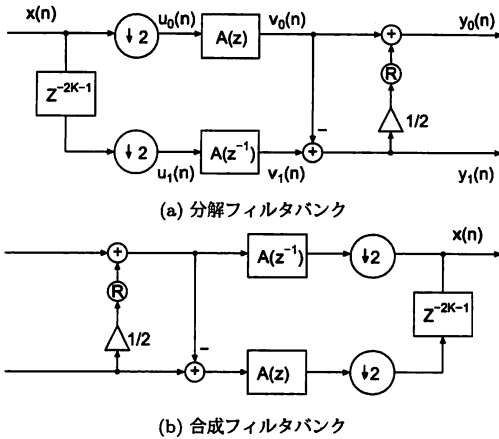 x(n) ↓2 u₀(n) A(z) v₀(n) + y₀(n)
R
Z⁻²ᴷ⁻¹
1/2
−
↓2 u₁(n) A(z⁻¹) v₁(n) + y₁(n)
(a) 分解フィルタバンク
+ A(z⁻¹) ↓2 x(n)
R
Z⁻²ᴷ⁻¹
1/2
−
+ A(z) ↓2
(b) 合成フィルタバンク